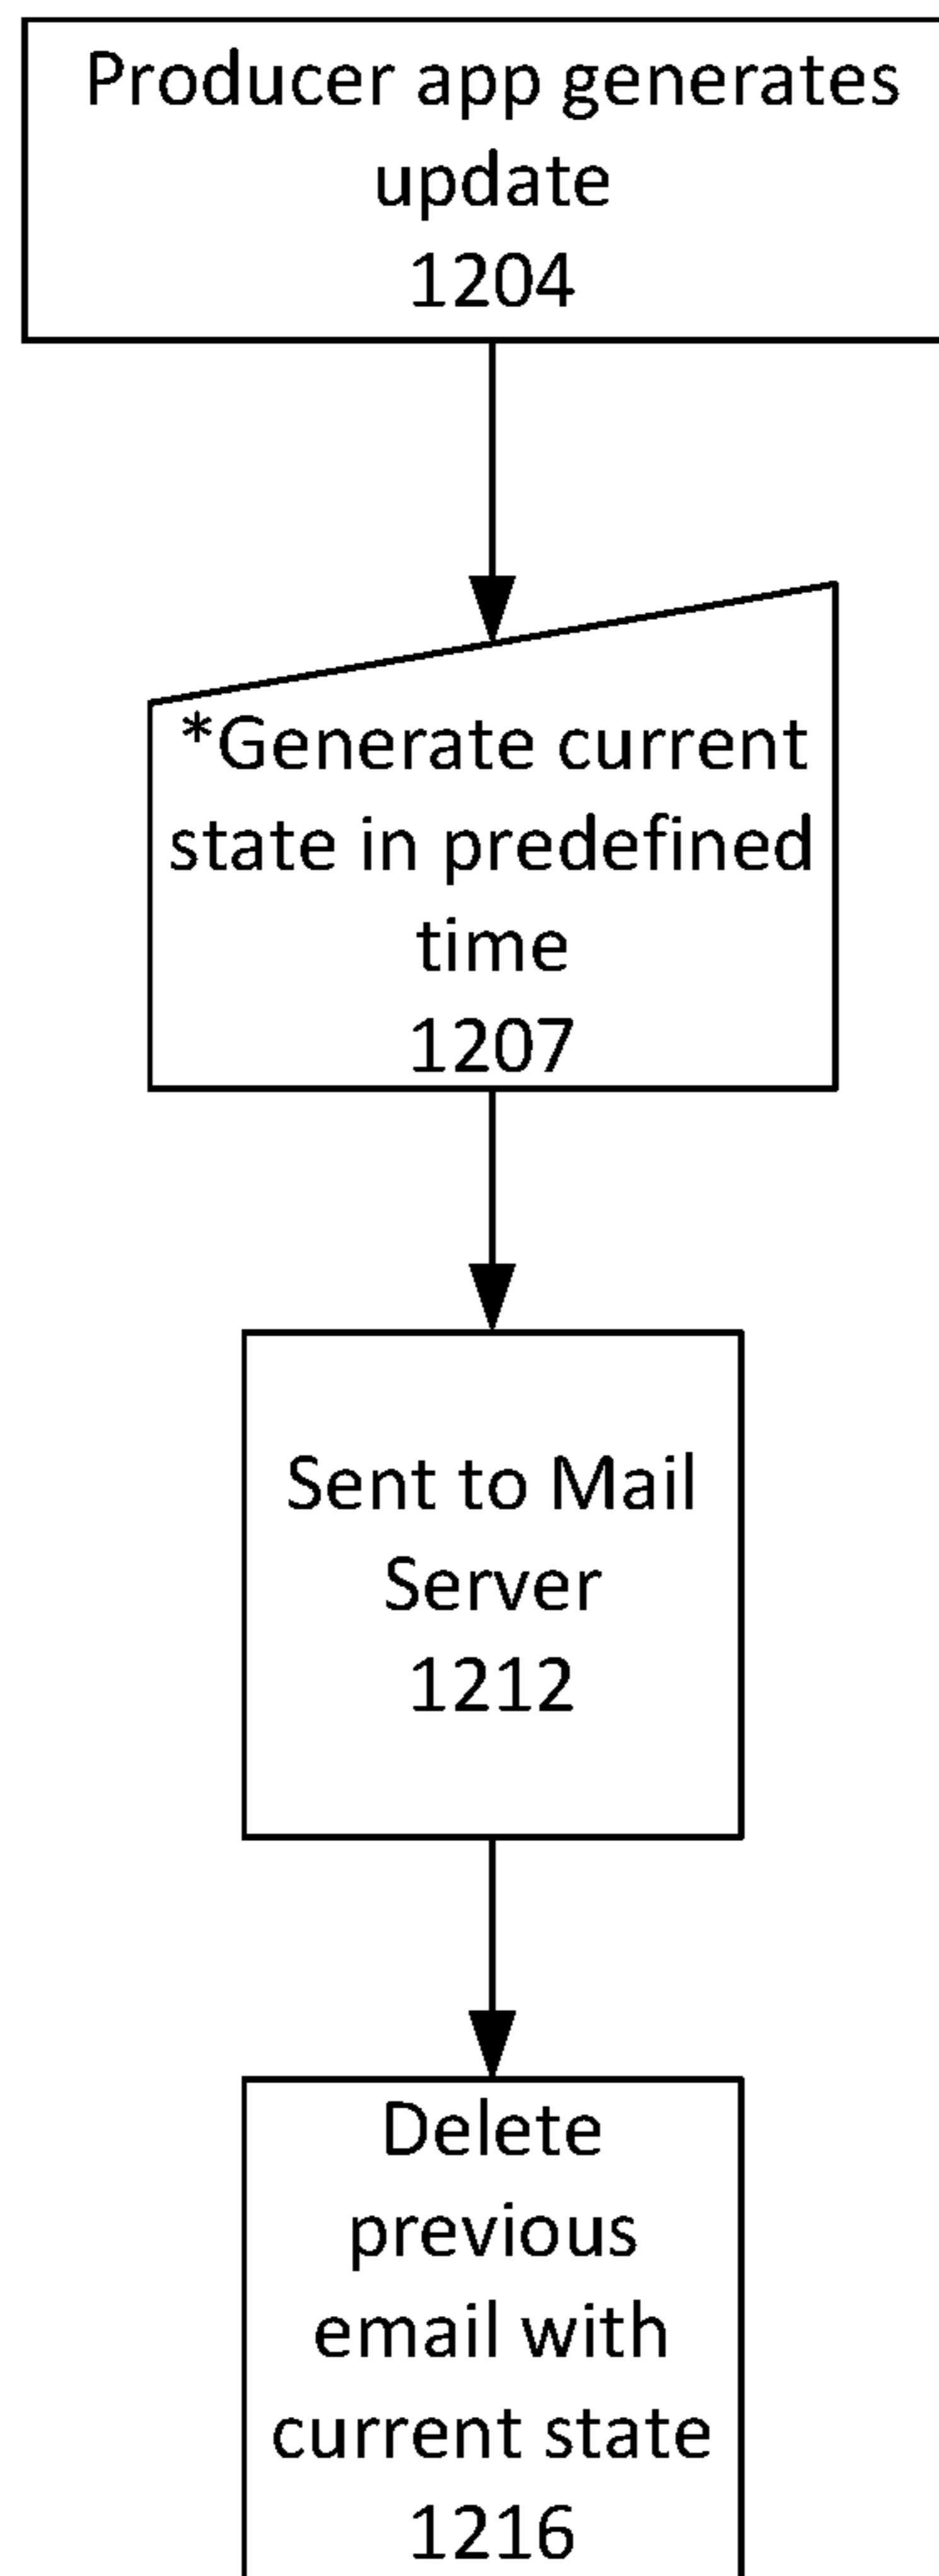 Producer app generates
update
1204
*Generate current
state in predefined
time
1207
Sent to Mail
Server
1212
Delete
previous
email with
current state
1216